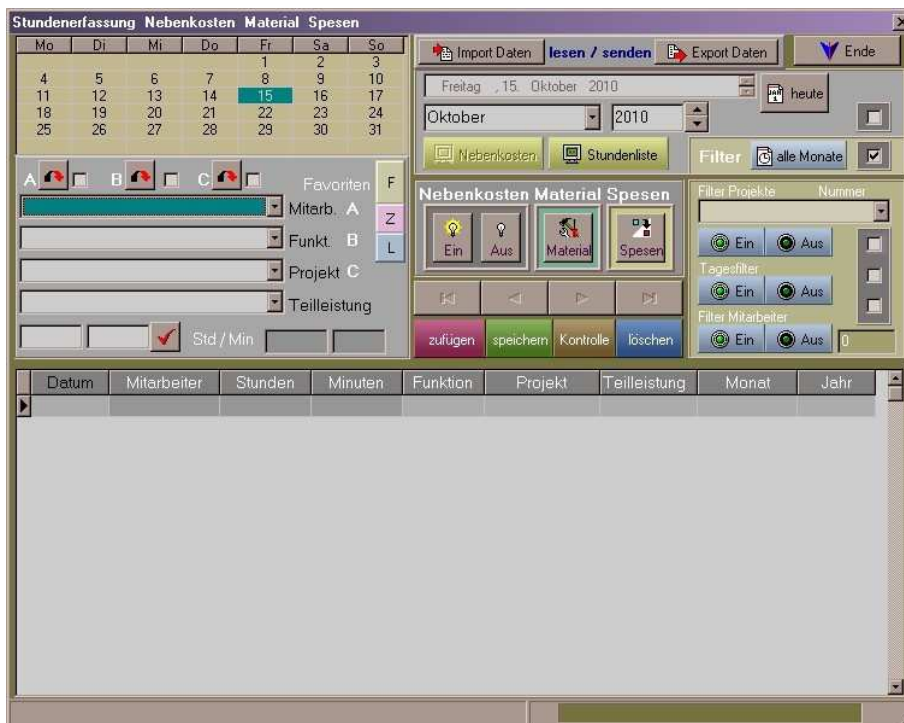 Stundenerfassung Nebenkosten Material Spesen
Mo Di Mi Do Fr Sa So
1 2 3
4 5 6 7 8 9 10
11 12 13 14 15 16 17
18 19 20 21 22 23 24
25 26 27 28 29 30 31
Import Daten lesen / senden Export Daten Ende
Freitag , 15. Oktober 2010 heute
Oktober 2010
Nebenkosten Stundenliste
Filter alle Monate
A B C Favoriten F
Mitarb. A Z
Funkt. B L
Projekt C
Teilleistung
Std / Min
Nebenkosten Material Spesen
Ein Aus Material Spesen
zufügen speichern Kontrolle löschen
Filter Projekte Nummer
Ein Aus
Tagesfilter
Ein Aus
Filter Mitarbeiter
Ein Aus 0
Datum Mitarbeiter Stunden Minuten Funktion Projekt Teilleistung Monat Jahr